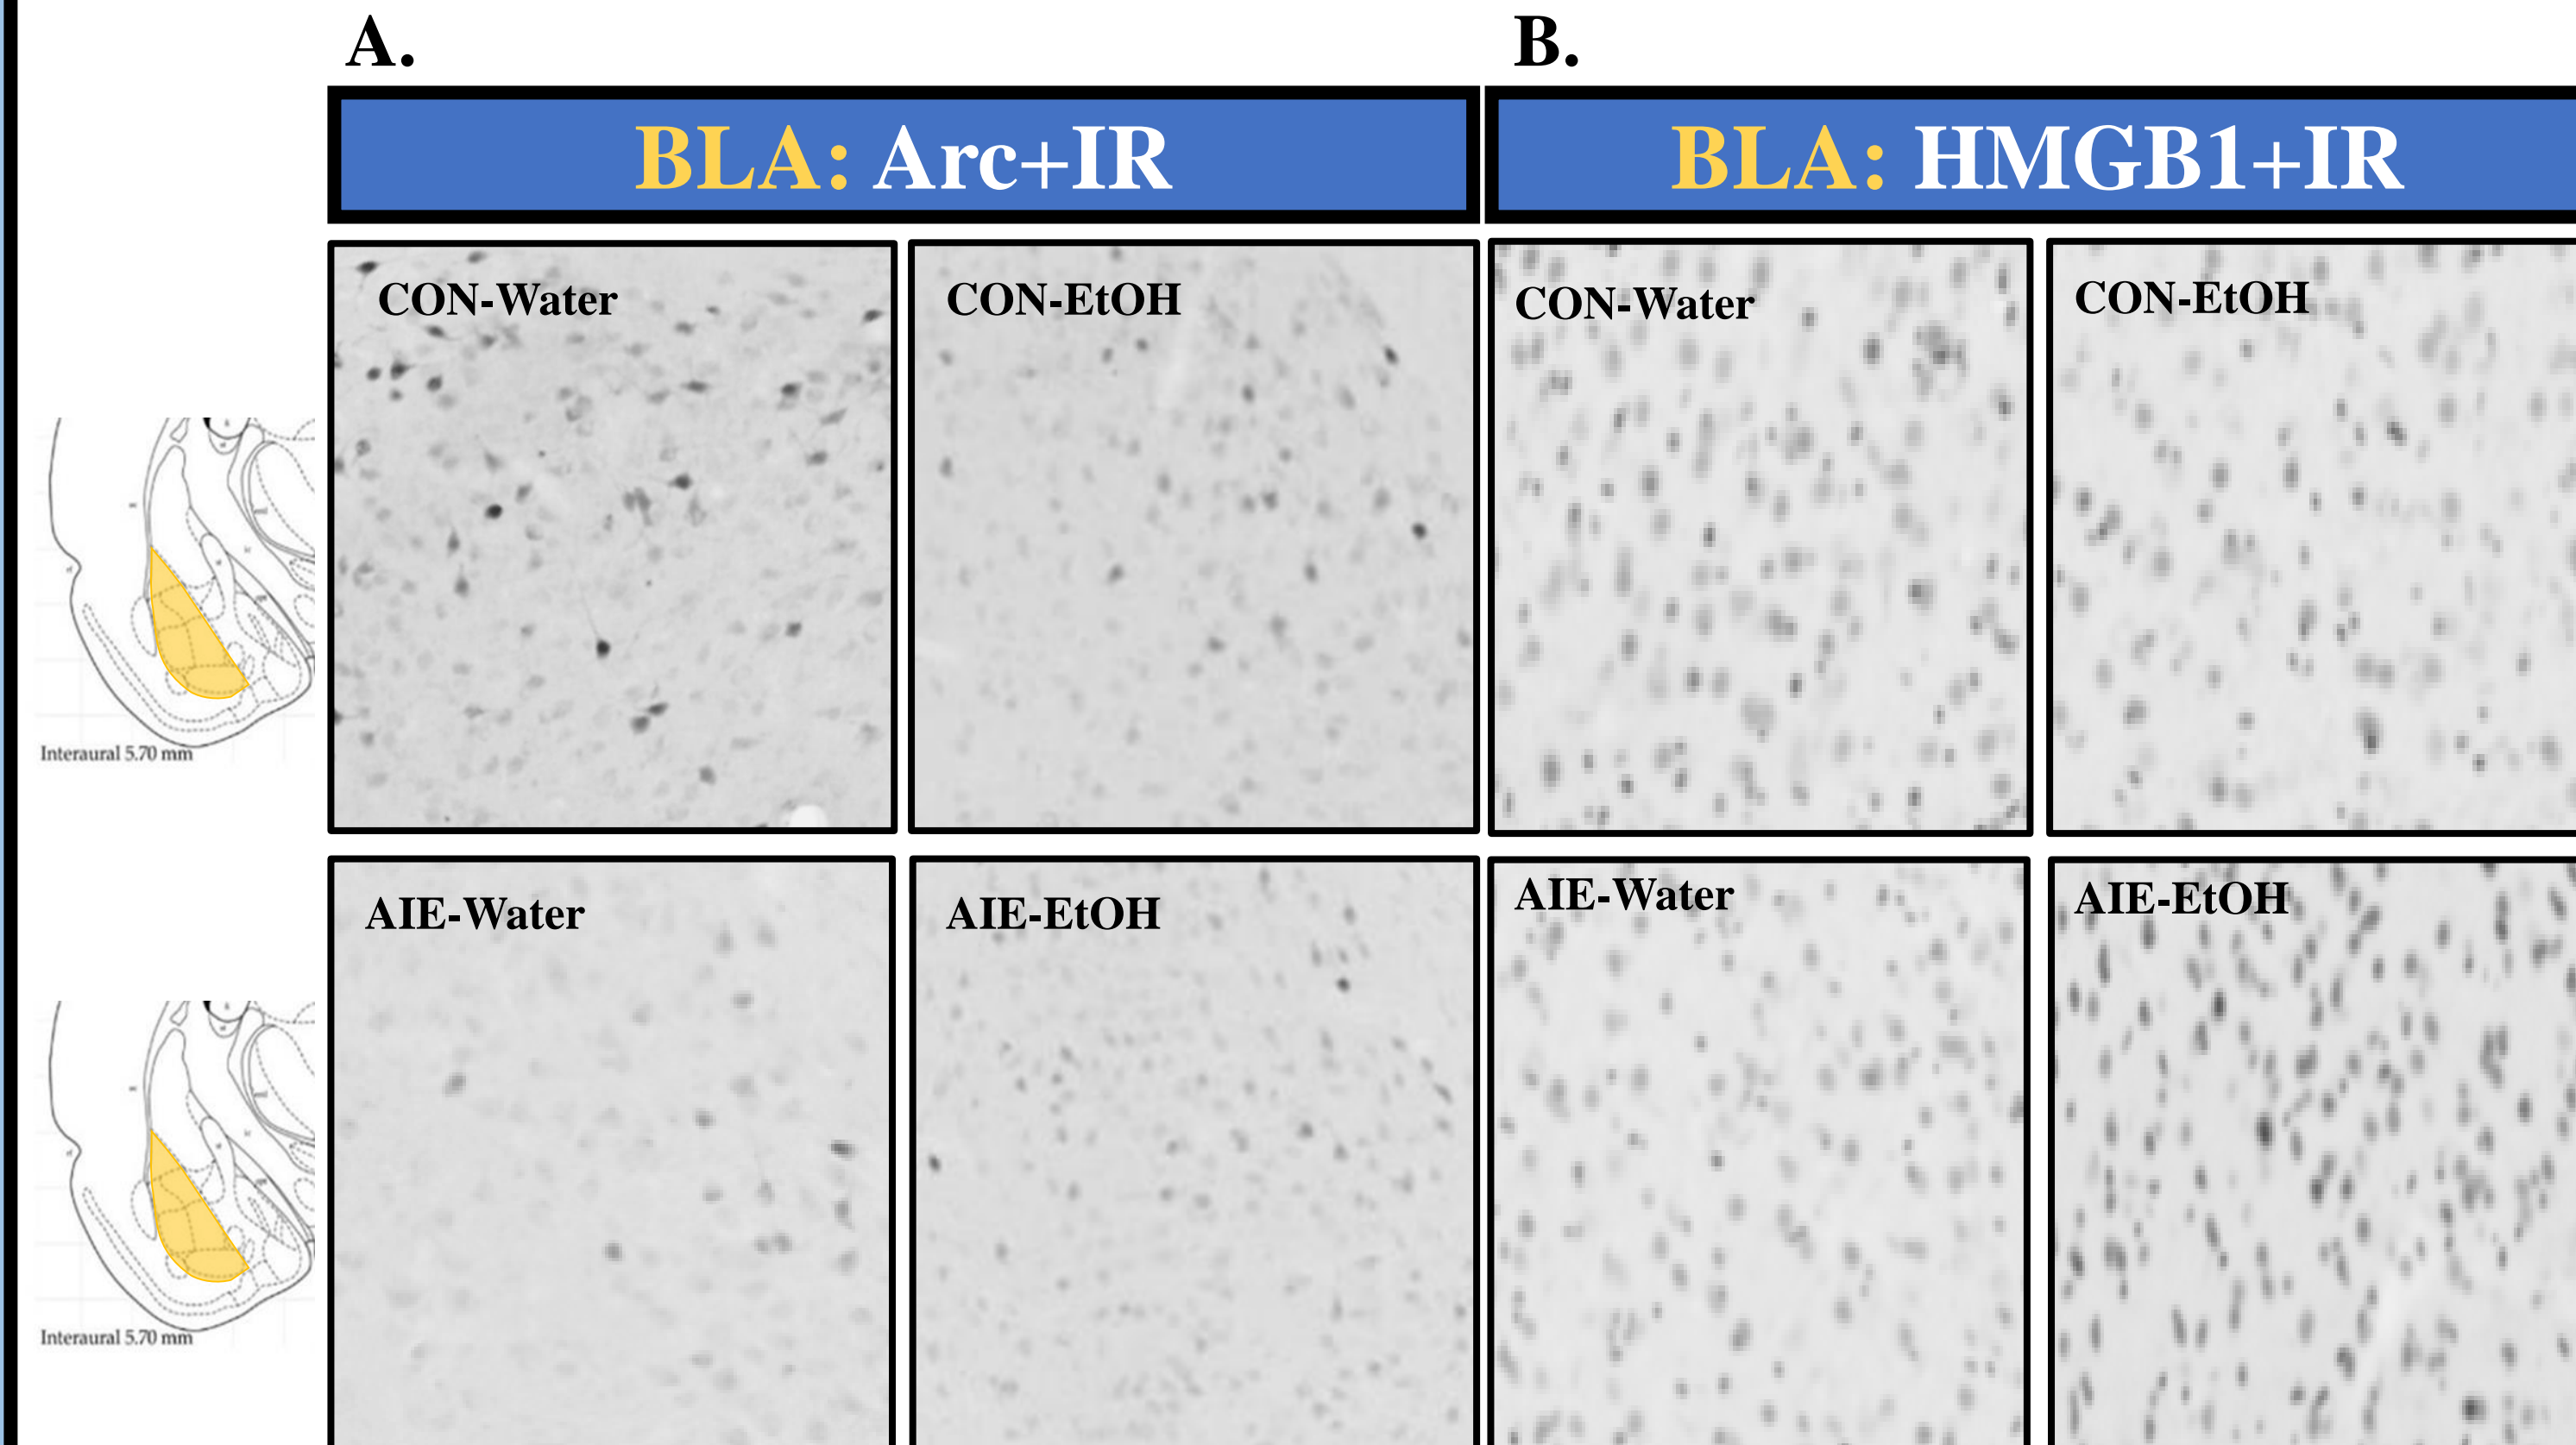 A.
B.
BLA: Arc+IR
BLA: HMGB1+IR
CON-Water
CON-EtOH
CON-Water
CON-EtOH
Interaural 5.70 mm
AIE-Water
AIE-EtOH
AIE-Water
AIE-EtOH
Interaural 5.70 mm